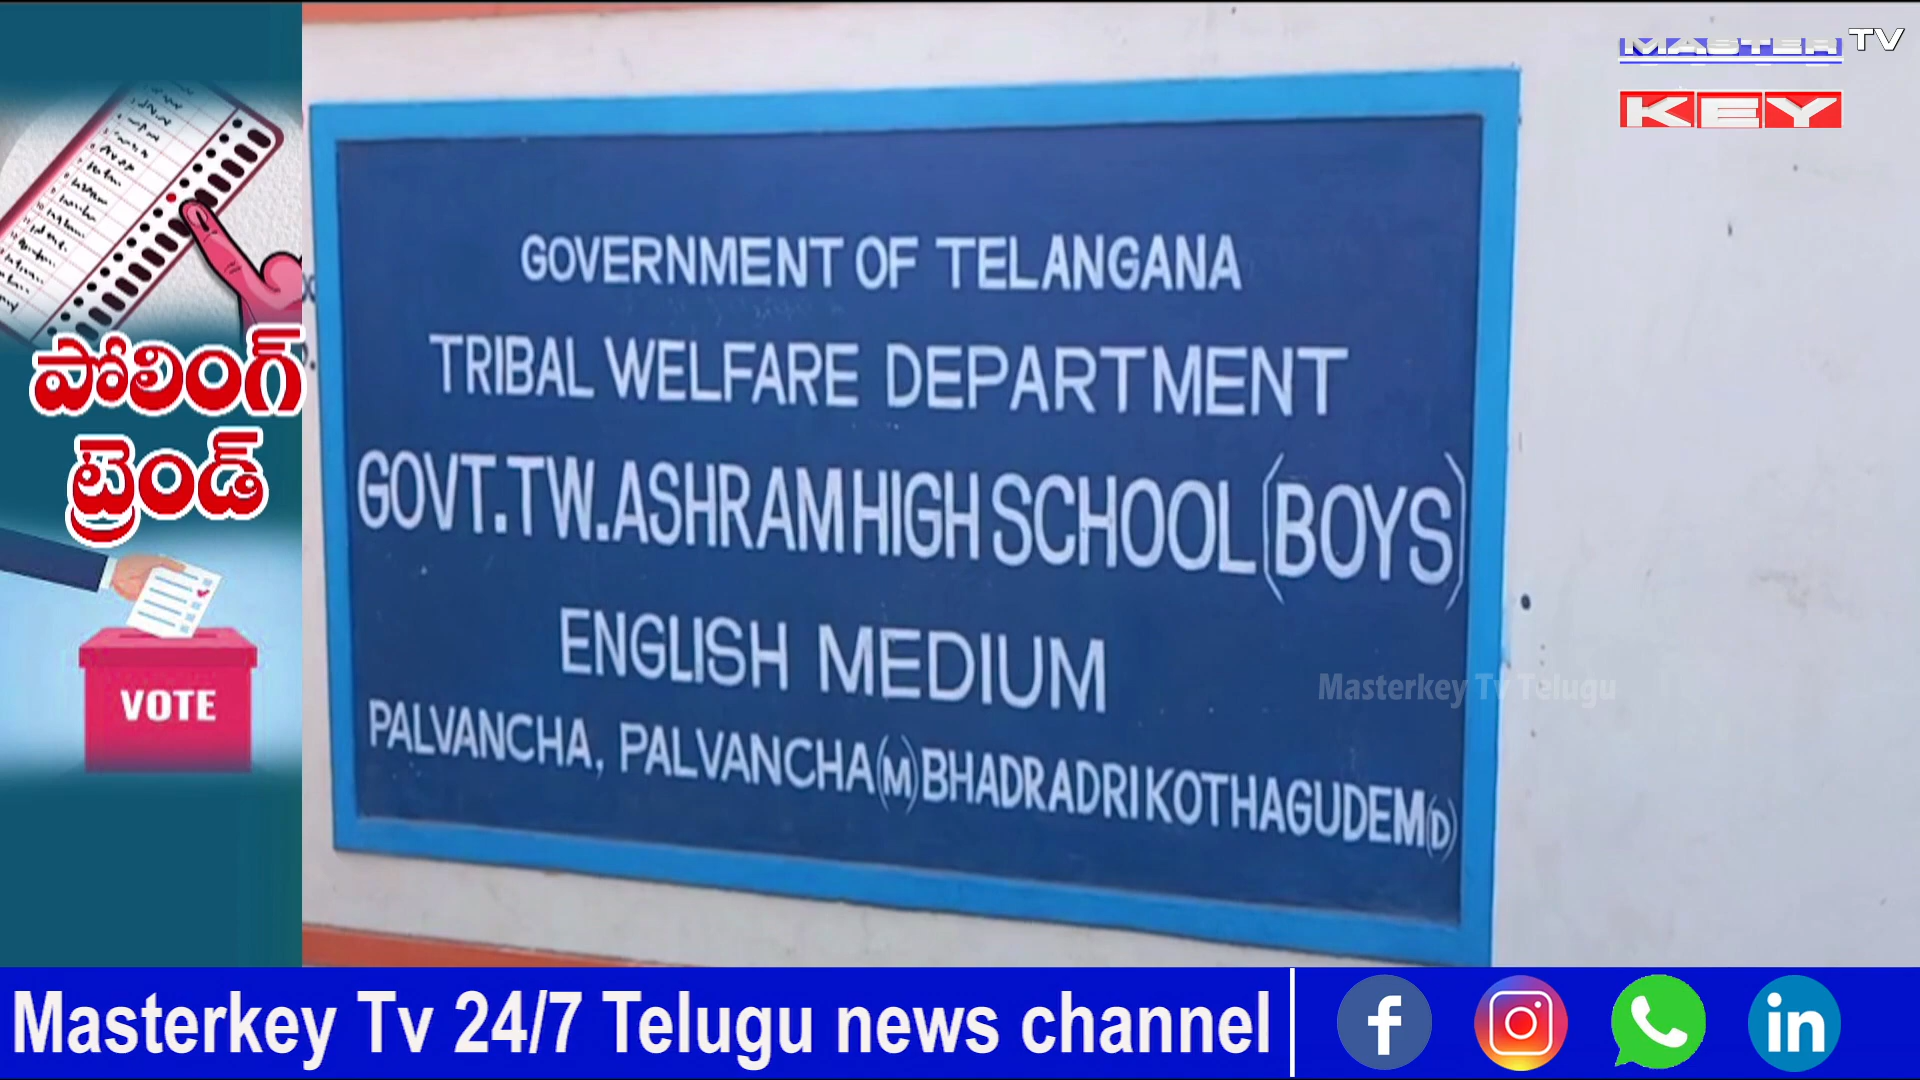 MASTER TV
KEY
GOVERNMENT OF TELANGANA
TRIBAL WELFARE DEPARTMENT
GOVT.TW.ASHRAM HIGH SCHOOL (BOYS)
ENGLISH MEDIUM
PALVANCHA, PALVANCHA(M) BHADRADRI KOTHAGUDEM(D)
పోలింగ్
ట్రెండ్
VOTE
Masterkey Tv Telugu
Masterkey Tv 24/7 Telugu news channel